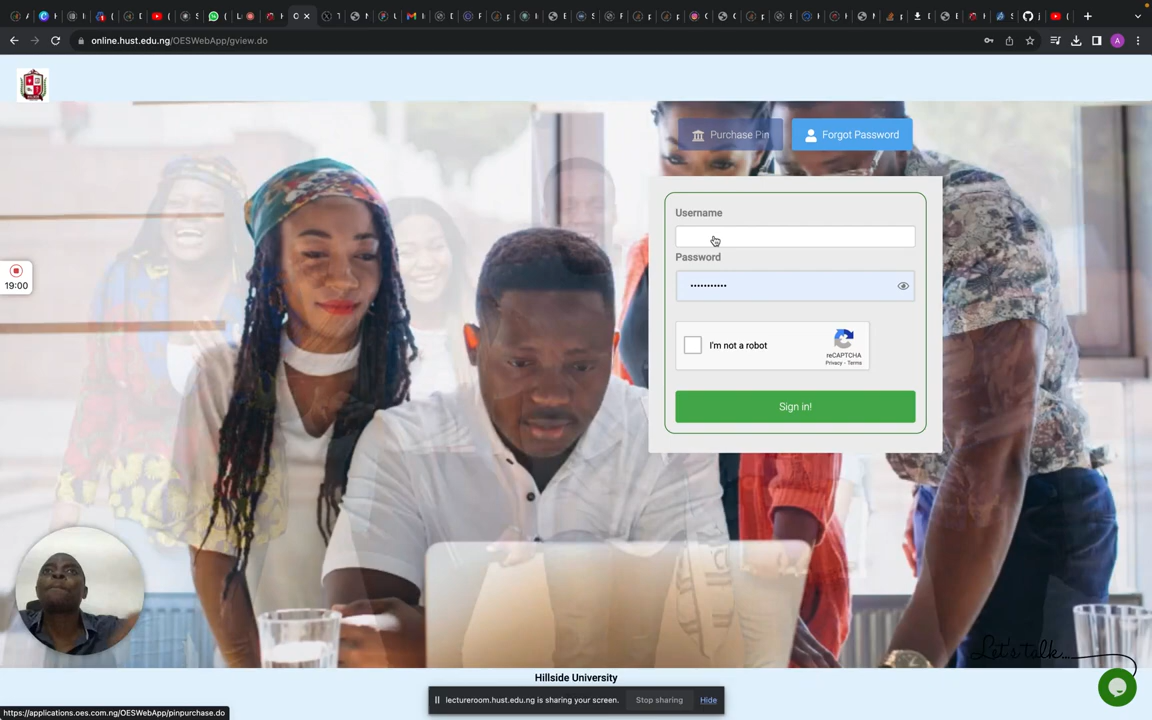 online.hust.edu.ng/OESWebApp/gview.do
Purchase Pin
Forgot Password
Username
Password
I'm not a robot
reCAPTCHA
Privacy - Terms
Sign in!
19:00
Let's talk...
Hillside University
lectureroom.hust.edu.ng is sharing your screen.
Stop sharing
Hide
https://applications.oes.com.ng/OESWebApp/pinpurchase.do